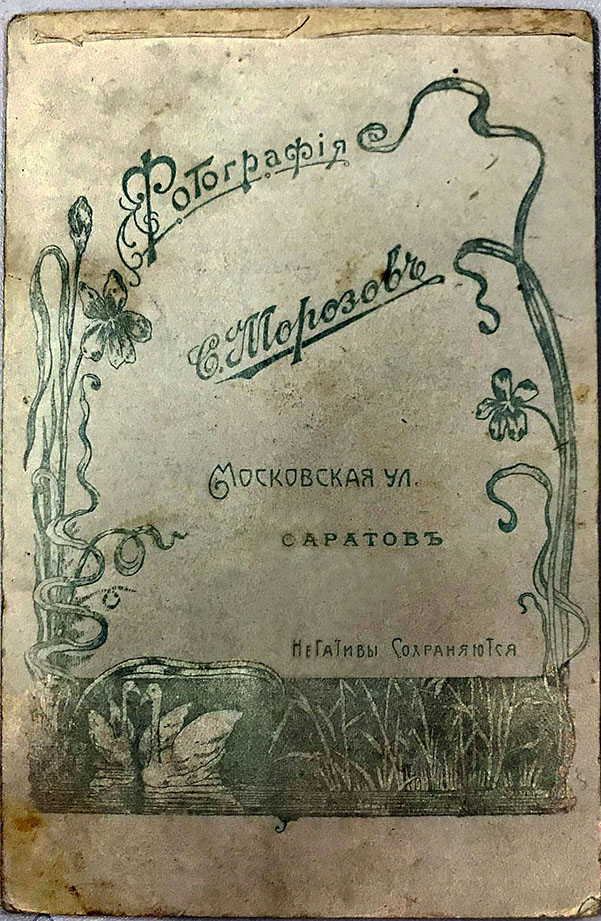 Фотографія
С. Морозовъ
Московская ул.
Саратовъ
Негативы Сохраняются